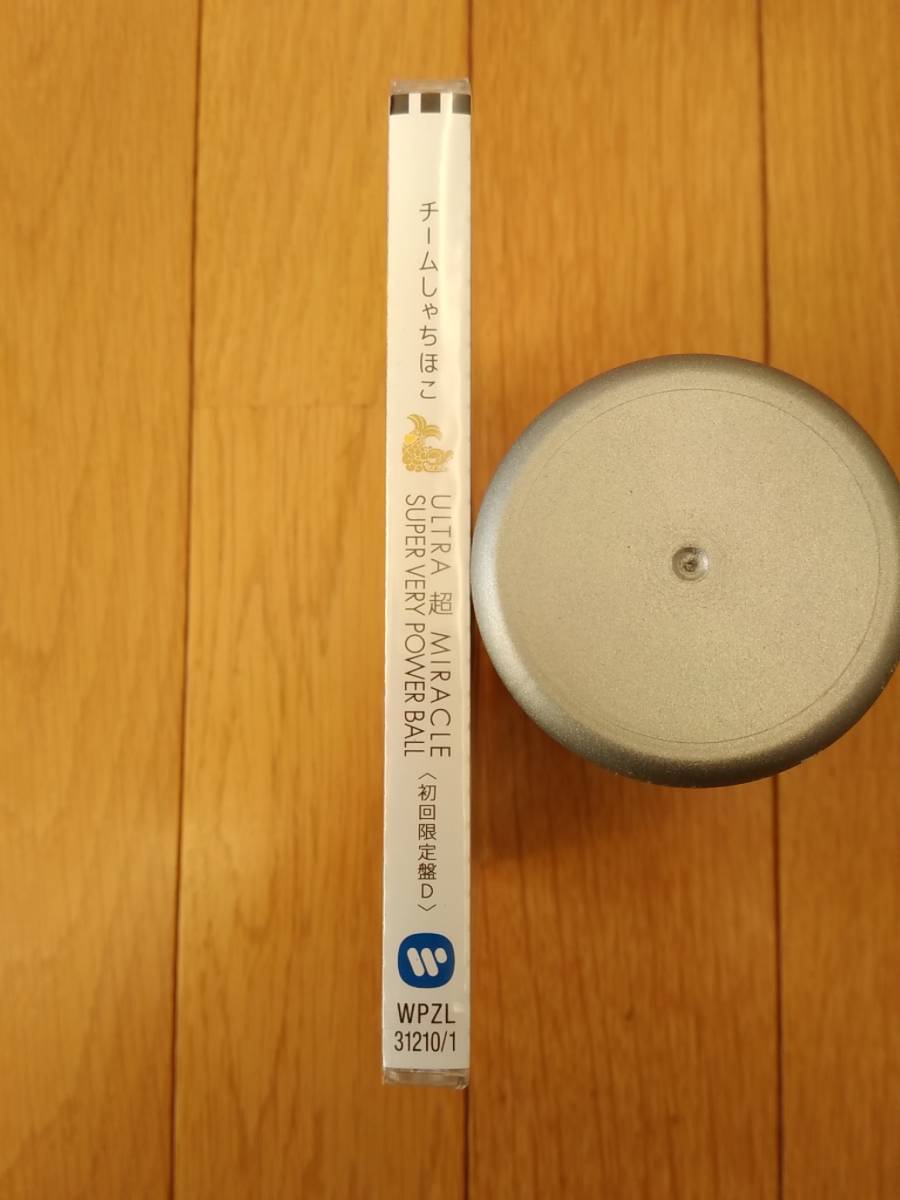 チームしゃちほこ
ULTRA 超 MIRACLE
SUPER VERY POWER BALL
〈初回限定盤D〉
WPZL
31210/1